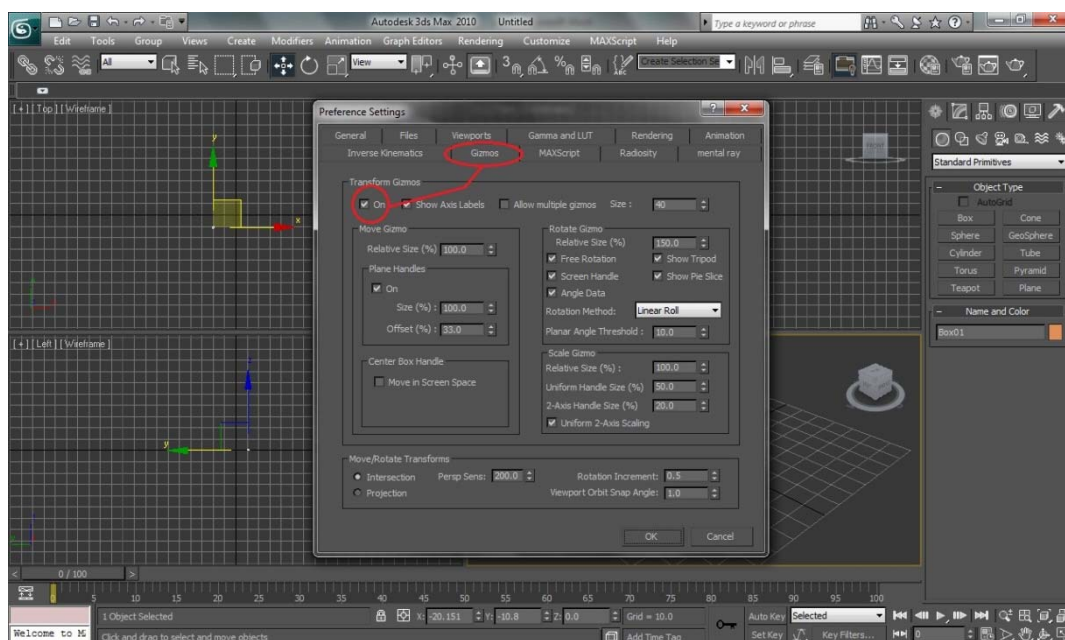 Autodesk 3ds Max 2010 Untitled
Type a keyword or phrase
Edit Tools Group Views Create Modifiers Animation Graph Editors Rendering Customize MAXScript Help
All View 3 Create Selection Se
[ + ] [ Top ] [ Wireframe ]
y
x
[ + ] [ Left ] [ Wireframe ]
y
Preference Settings
General Files Viewports Gamma and LUT Rendering Animation
Inverse Kinematics Gizmos MAXScript Radiosity mental ray
Transform Gizmos
On Show Axis Labels Allow multiple gizmos Size : 40
Move Gizmo
Relative Size (%) 100.0
Plane Handles
On
Size (%) : 100.0
Offset (%) : 33.0
Center Box Handle
Move in Screen Space
Rotate Gizmo
Relative Size (%) 150.0
Free Rotation Show Tripod
Screen Handle Show Pie Slice
Angle Data
Rotation Method: Linear Roll
Planar Angle Threshold : 10.0
Scale Gizmo
Relative Size (%) : 100.0
Uniform Handle Size (%) 50.0
2-Axis Handle Size (%) 20.0
Uniform 2-Axis Scaling
Move/Rotate Transforms
Intersection Persp Sens: 200.0 Rotation Increment: 0.5
Projection Viewport Orbit Snap Angle: 1.0
OK Cancel
Standard Primitives
Object Type
AutoGrid
Box Cone
Sphere GeoSphere
Cylinder Tube
Torus Pyramid
Teapot Plane
Name and Color
Box01
0 / 100
0 5 10 15 20 25 30 35 40 45 50 55 60 65 70 75 80 85 90 95 100
1 Object Selected X: -20.151 Y: -10.8 Z: 0.0 Grid = 10.0 Auto Key Selected
Welcome to M Click and drag to select and move objects Add Time Tag Set Key Key Filters... 0